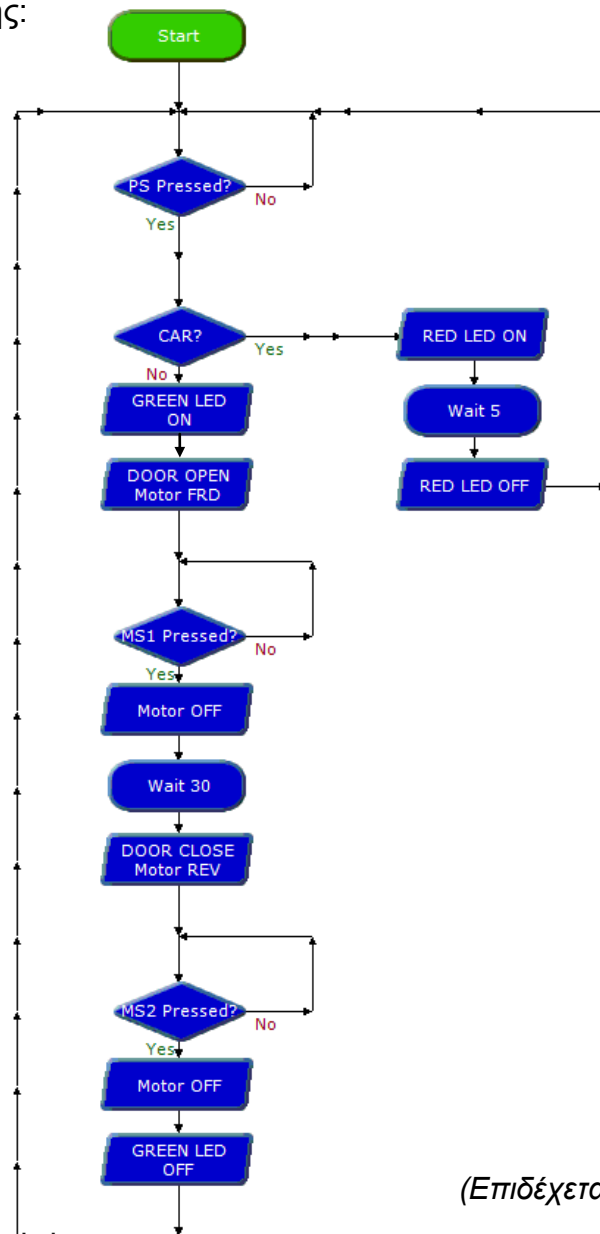 ης:
Start
PS Pressed?
No
Yes
CAR?
Yes
No
RED LED ON
GREEN LED
ON
Wait 5
DOOR OPEN
Motor FRD
RED LED OFF
MS1 Pressed?
No
Yes
Motor OFF
Wait 30
DOOR CLOSE
Motor REV
MS2 Pressed?
No
Yes
Motor OFF
GREEN LED
OFF
(Επιδέχετα